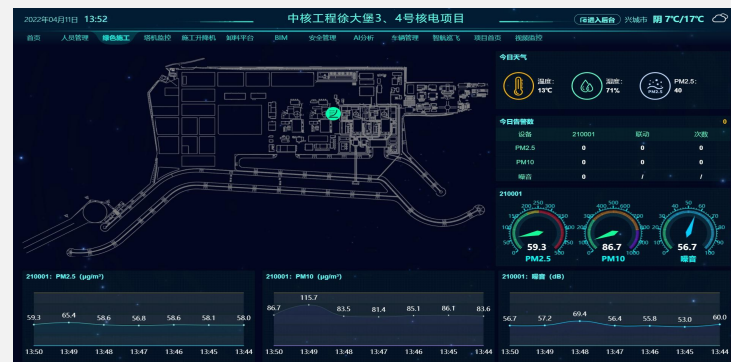 2022年04月11日 13:52
中核工程徐大堡3、4号核电项目
进入后台 兴城市 阴 7℃/17℃
首页 人员管理 绿色施工 塔机监控 施工升降机 卸料平台 BIM 安全管理 AI分析 车辆管理 智航巡飞 项目首页 视频监控
今日天气
温度: 13℃
湿度: 71%
PM2.5
PM2.5: 40
今日告警数 0
设备 210001 联动 次数
PM2.5 0 0 0
PM10 0 0 0
噪音 0 / /
210001
59.3 PM2.5
86.7 PM10
56.7 噪音
210001: PM2.5 (μg/m³)
59.3 65.4 58.6 56.8 58.6 58.1 58.0
13:50 13:49 13:48 13:47 13:46 13:45 13:44
210001: PM10 (μg/m³)
86.7 115.7 83.5 81.4 85.1 86.1 83.6
13:50 13:49 13:48 13:47 13:46 13:45 13:44
210001: 噪音 (dB)
56.7 57.2 69.4 56.4 55.8 53.0 60.0
13:50 13:49 13:48 13:47 13:46 13:45 13:44